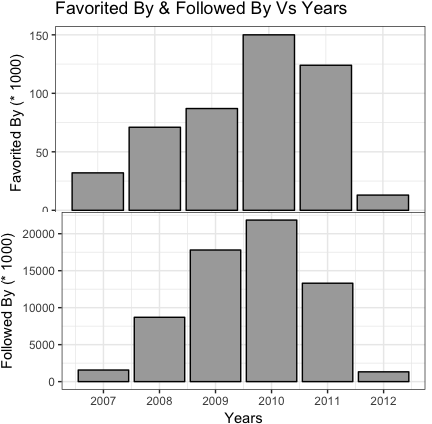 Favorited By & Followed By Vs Years
Favorited By (* 1000)
150
100
50
0
Followed By (* 1000)
20000
15000
10000
5000
0
2007 2008 2009 2010 2011 2012
Years